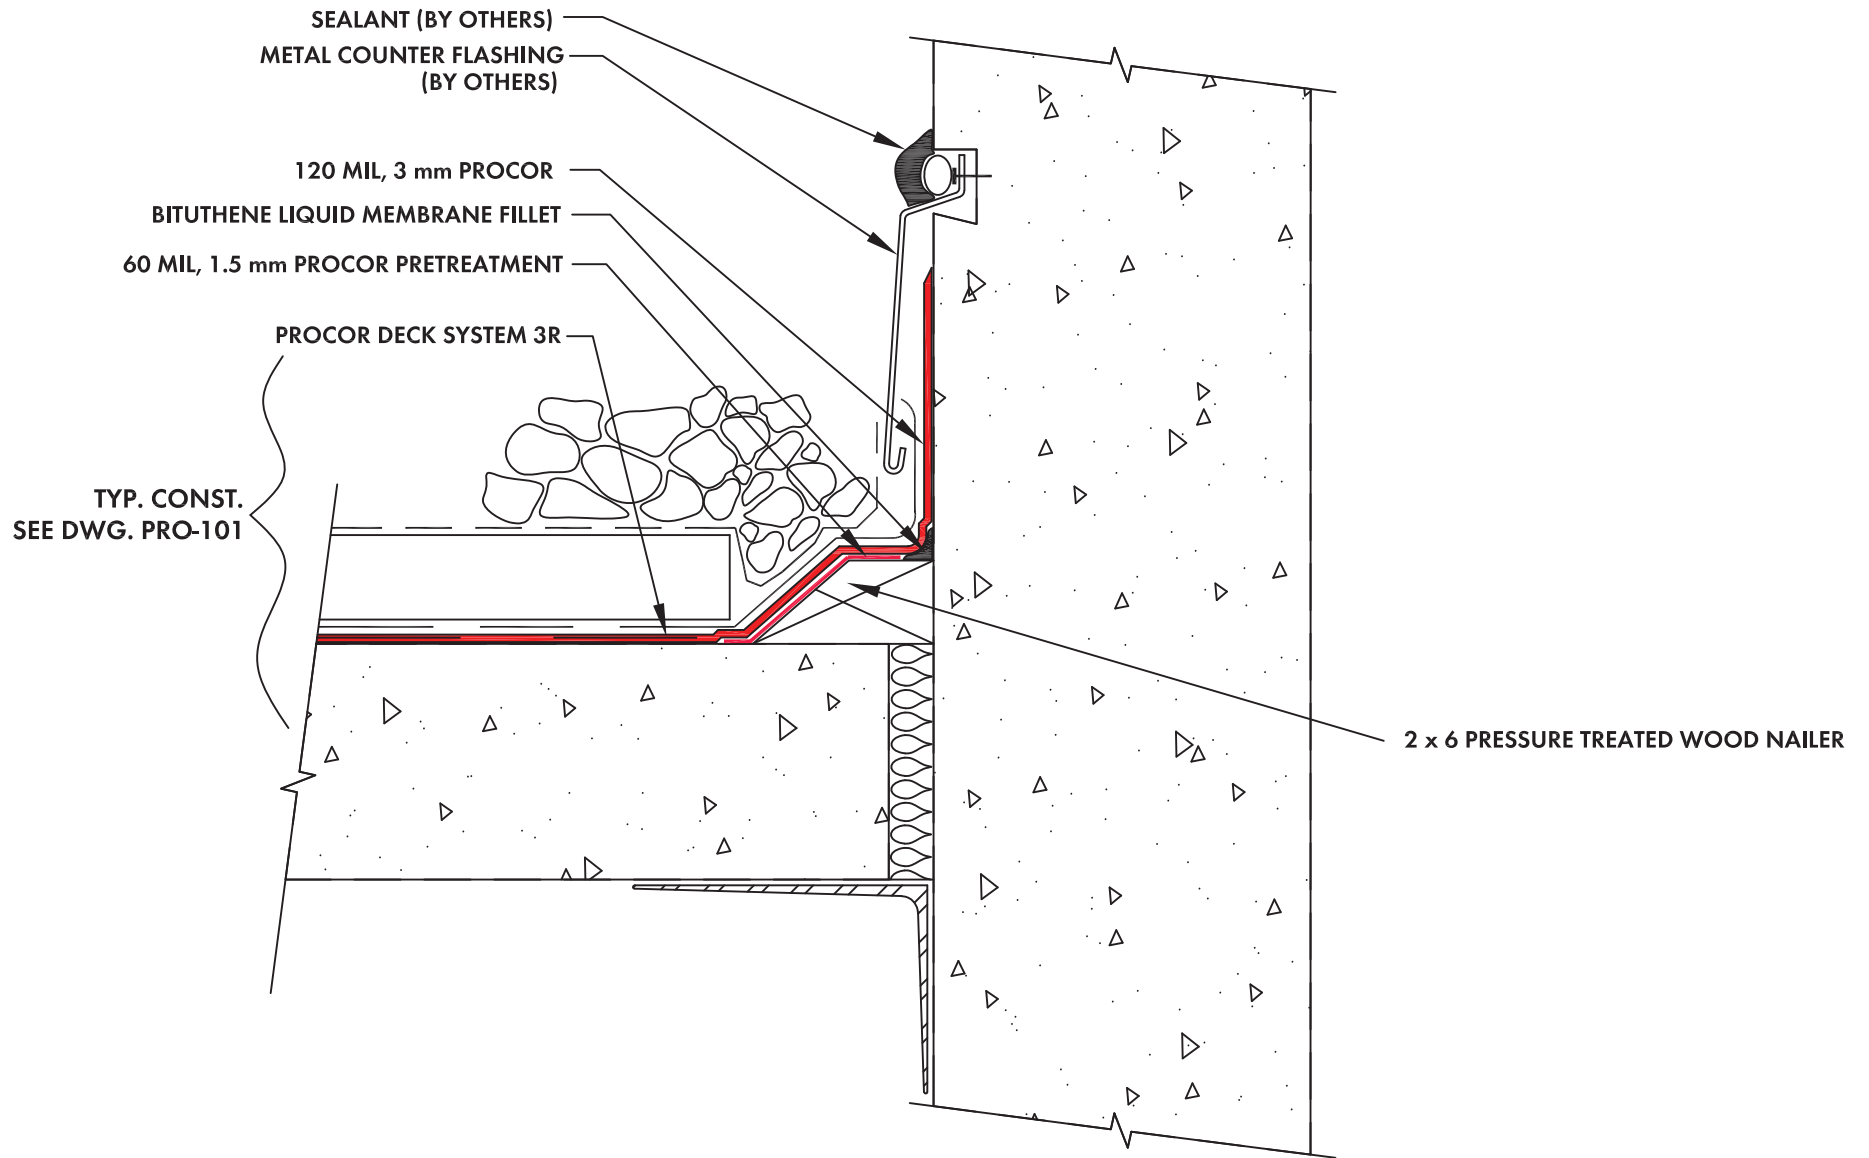 SEALANT (BY OTHERS)
METAL COUNTER FLASHING
(BY OTHERS)
120 MIL, 3 mm PROCOR
BITUTHENE LIQUID MEMBRANE FILLET
60 MIL, 1.5 mm PROCOR PRETREATMENT
PROCOR DECK SYSTEM 3R
TYP. CONST.
SEE DWG. PRO-101
2 x 6 PRESSURE TREATED WOOD NAILER